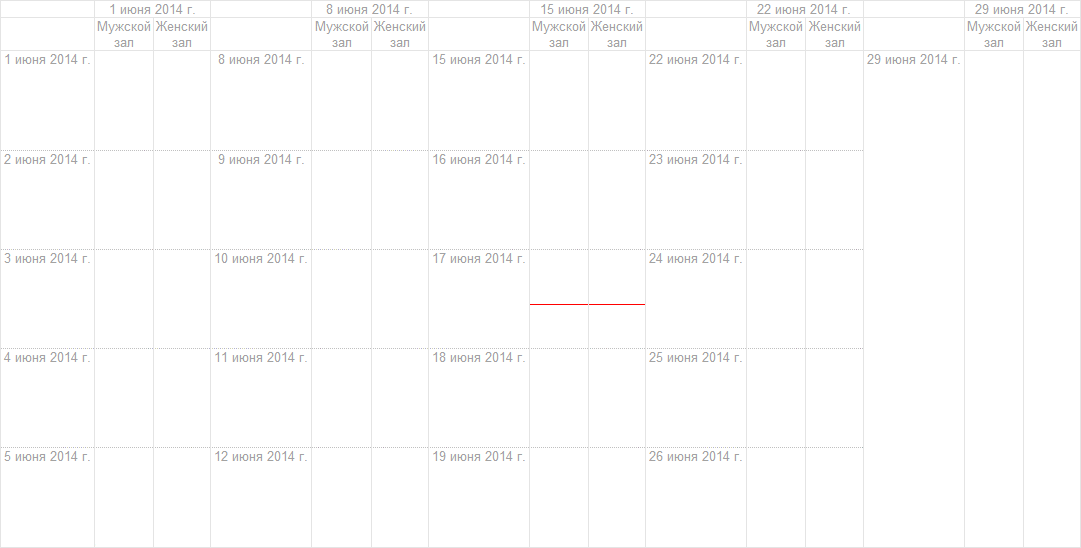 1 июня 2014 г. 8 июня 2014 г. 15 июня 2014 г. 22 июня 2014 г. 29 июня 2014 г.
Мужской Женский Мужской Женский Мужской Женский Мужской Женский Мужской Женский
зал зал зал зал зал зал зал зал зал зал
1 июня 2014 г. 8 июня 2014 г. 15 июня 2014 г. 22 июня 2014 г. 29 июня 2014 г.
2 июня 2014 г. 9 июня 2014 г. 16 июня 2014 г. 23 июня 2014 г.
3 июня 2014 г. 10 июня 2014 г. 17 июня 2014 г. 24 июня 2014 г.
4 июня 2014 г. 11 июня 2014 г. 18 июня 2014 г. 25 июня 2014 г.
5 июня 2014 г. 12 июня 2014 г. 19 июня 2014 г. 26 июня 2014 г.